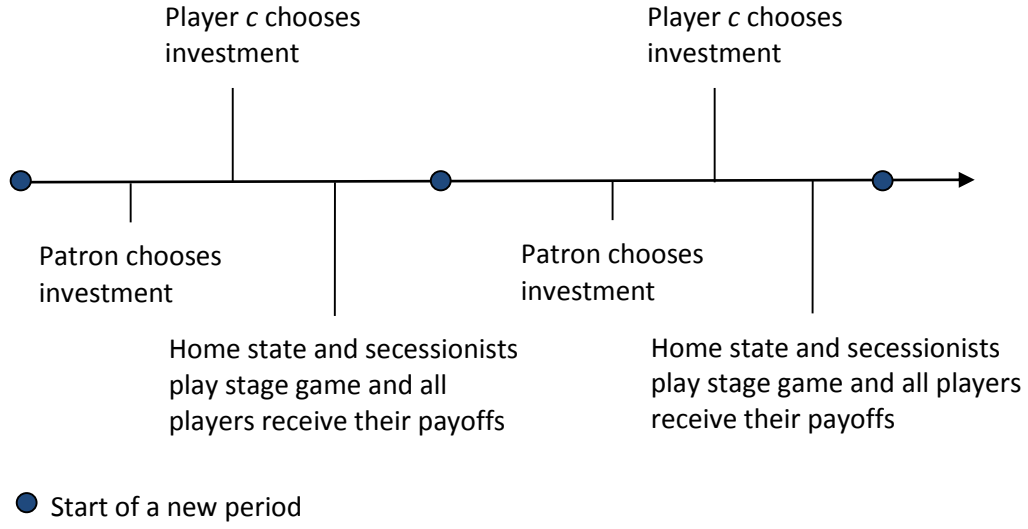 Player c chooses
investment
Player c chooses
investment
Patron chooses
investment
Patron chooses
investment
Home state and secessionists
play stage game and all
players receive their payoffs
Home state and secessionists
play stage game and all players
receive their payoffs
Start of a new period